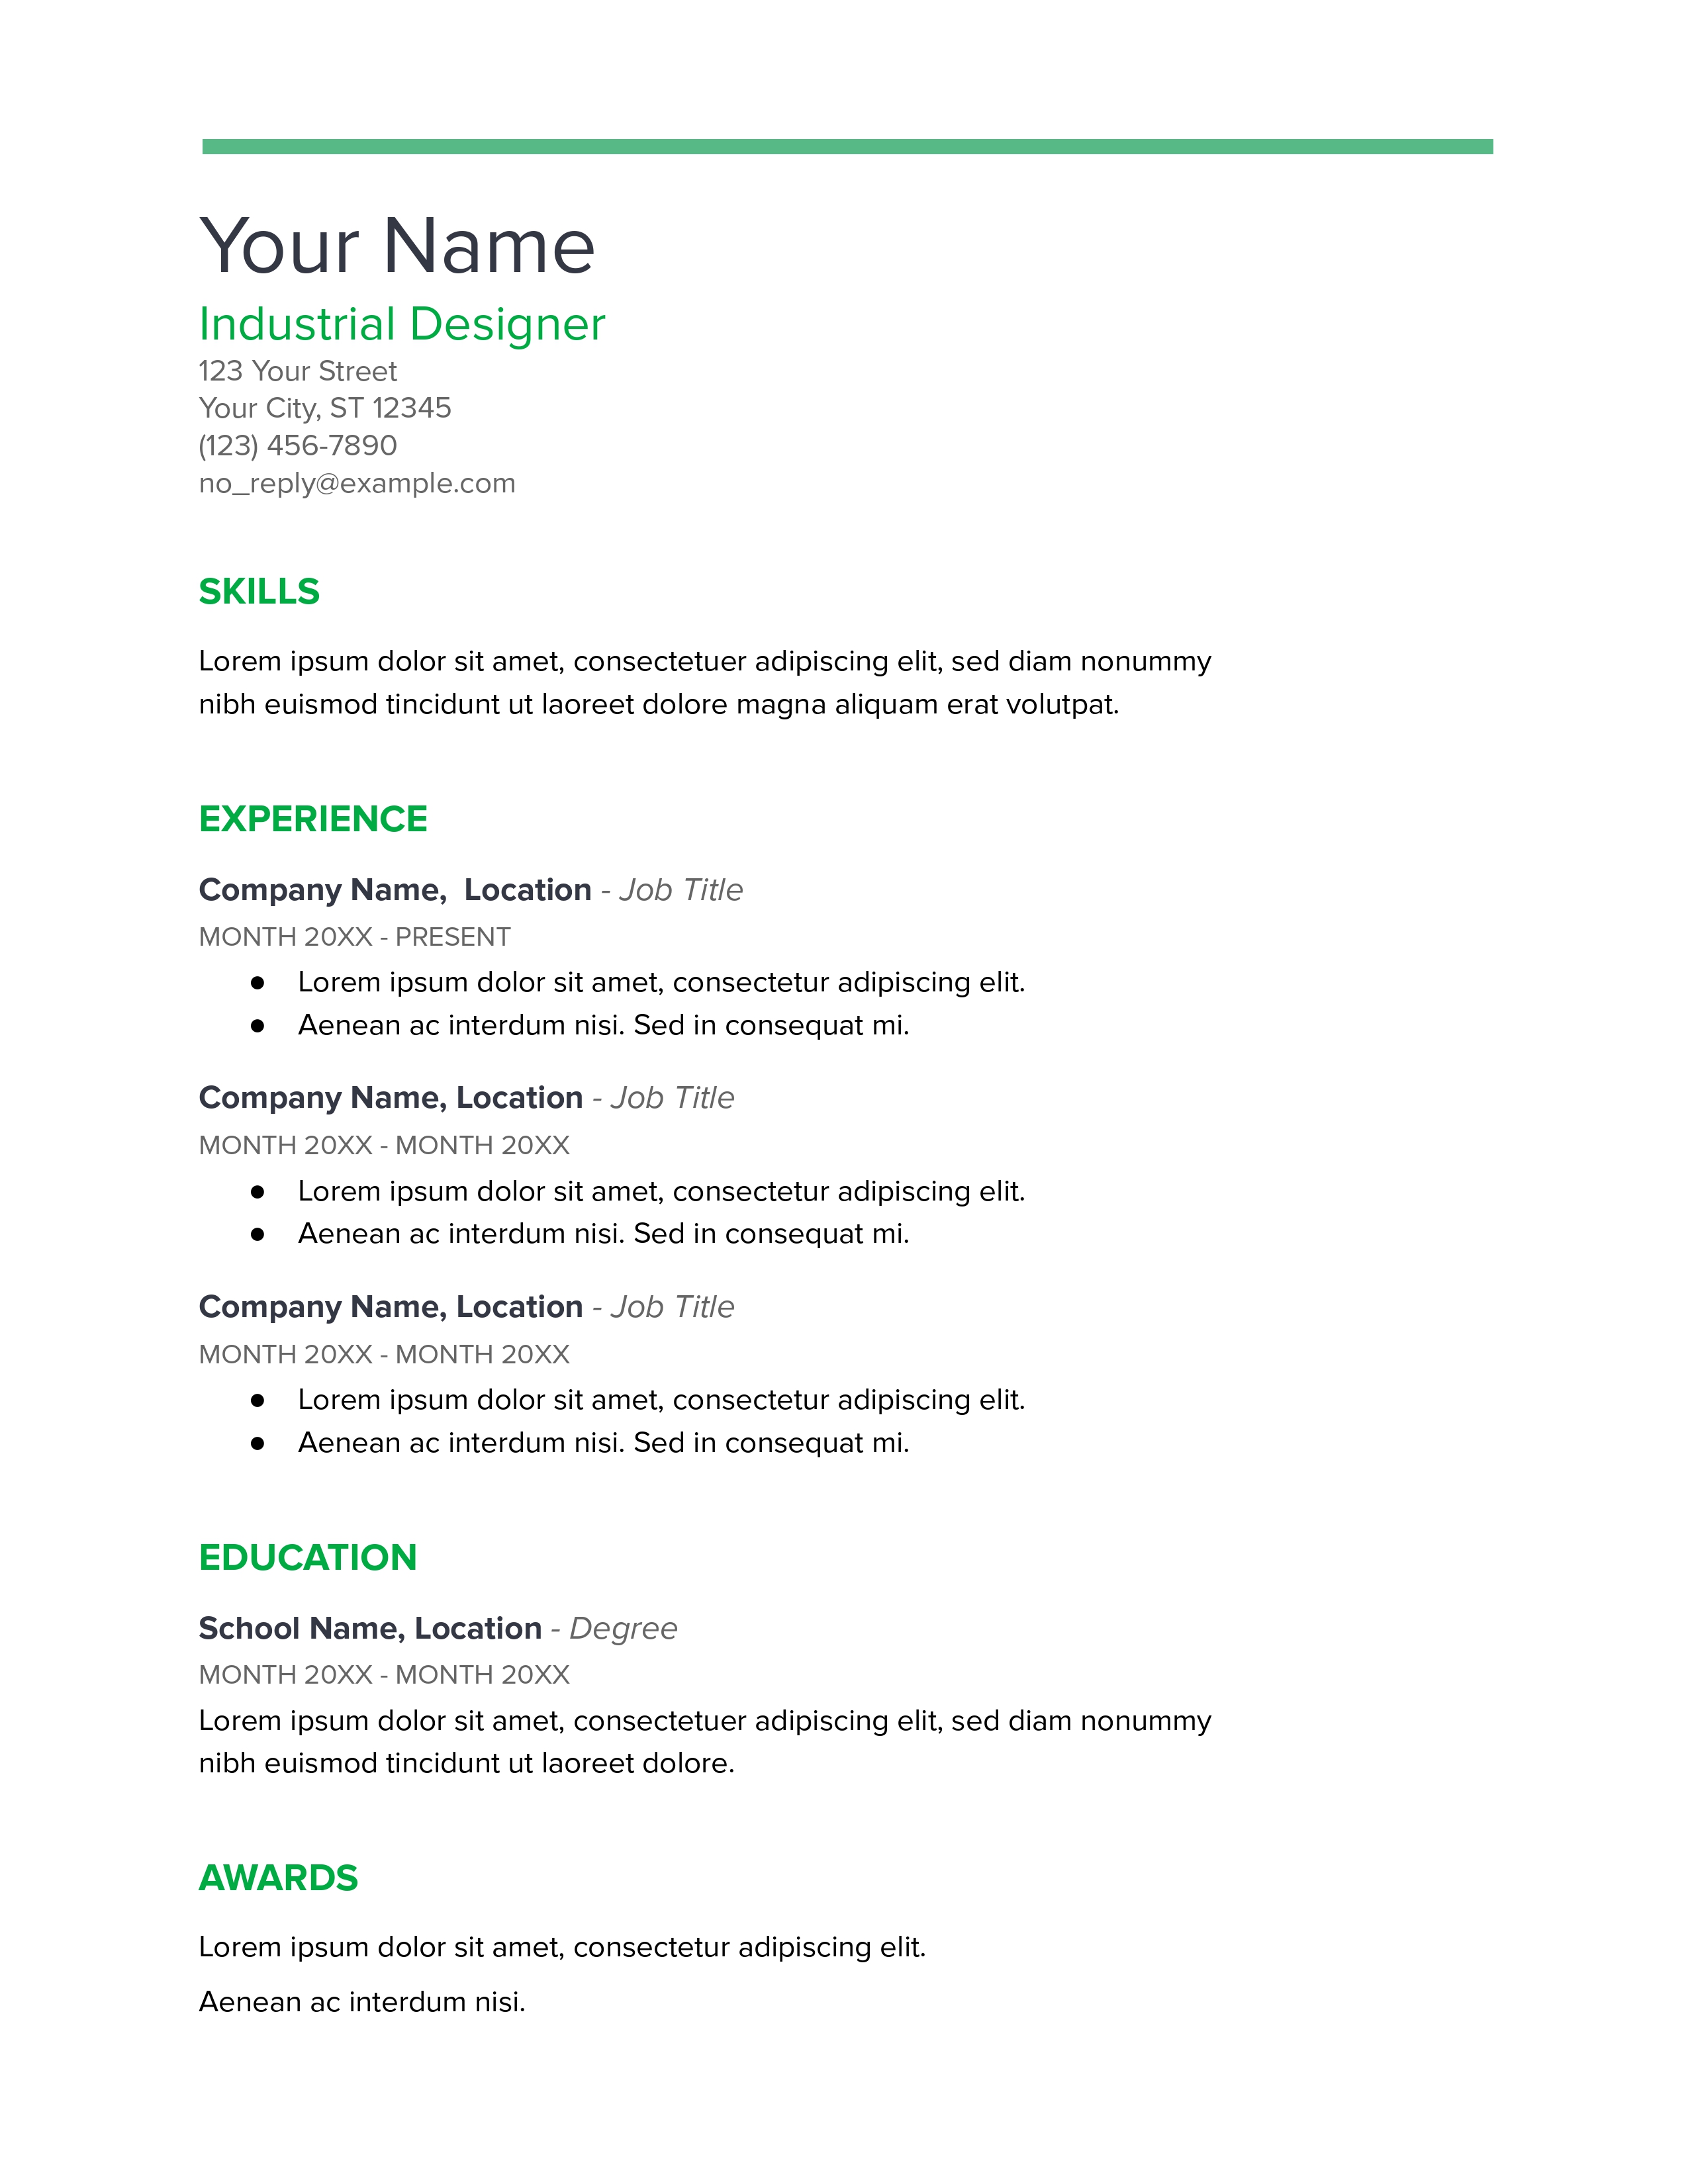 Your Name
Industrial Designer
123 Your Street
Your City, ST 12345
(123) 456-7890
no_reply@example.com
SKILLS
Lorem ipsum dolor sit amet, consectetuer adipiscing elit, sed diam nonummy
nibh euismod tincidunt ut laoreet dolore magna aliquam erat volutpat.
EXPERIENCE
Company Name,  Location - Job Title
MONTH 20XX - PRESENT
● Lorem ipsum dolor sit amet, consectetur adipiscing elit.
● Aenean ac interdum nisi. Sed in consequat mi.
Company Name, Location - Job Title
MONTH 20XX - MONTH 20XX
● Lorem ipsum dolor sit amet, consectetur adipiscing elit.
● Aenean ac interdum nisi. Sed in consequat mi.
Company Name, Location - Job Title
MONTH 20XX - MONTH 20XX
● Lorem ipsum dolor sit amet, consectetur adipiscing elit.
● Aenean ac interdum nisi. Sed in consequat mi.
EDUCATION
School Name, Location - Degree
MONTH 20XX - MONTH 20XX
Lorem ipsum dolor sit amet, consectetuer adipiscing elit, sed diam nonummy
nibh euismod tincidunt ut laoreet dolore.
AWARDS
Lorem ipsum dolor sit amet, consectetur adipiscing elit.
Aenean ac interdum nisi.